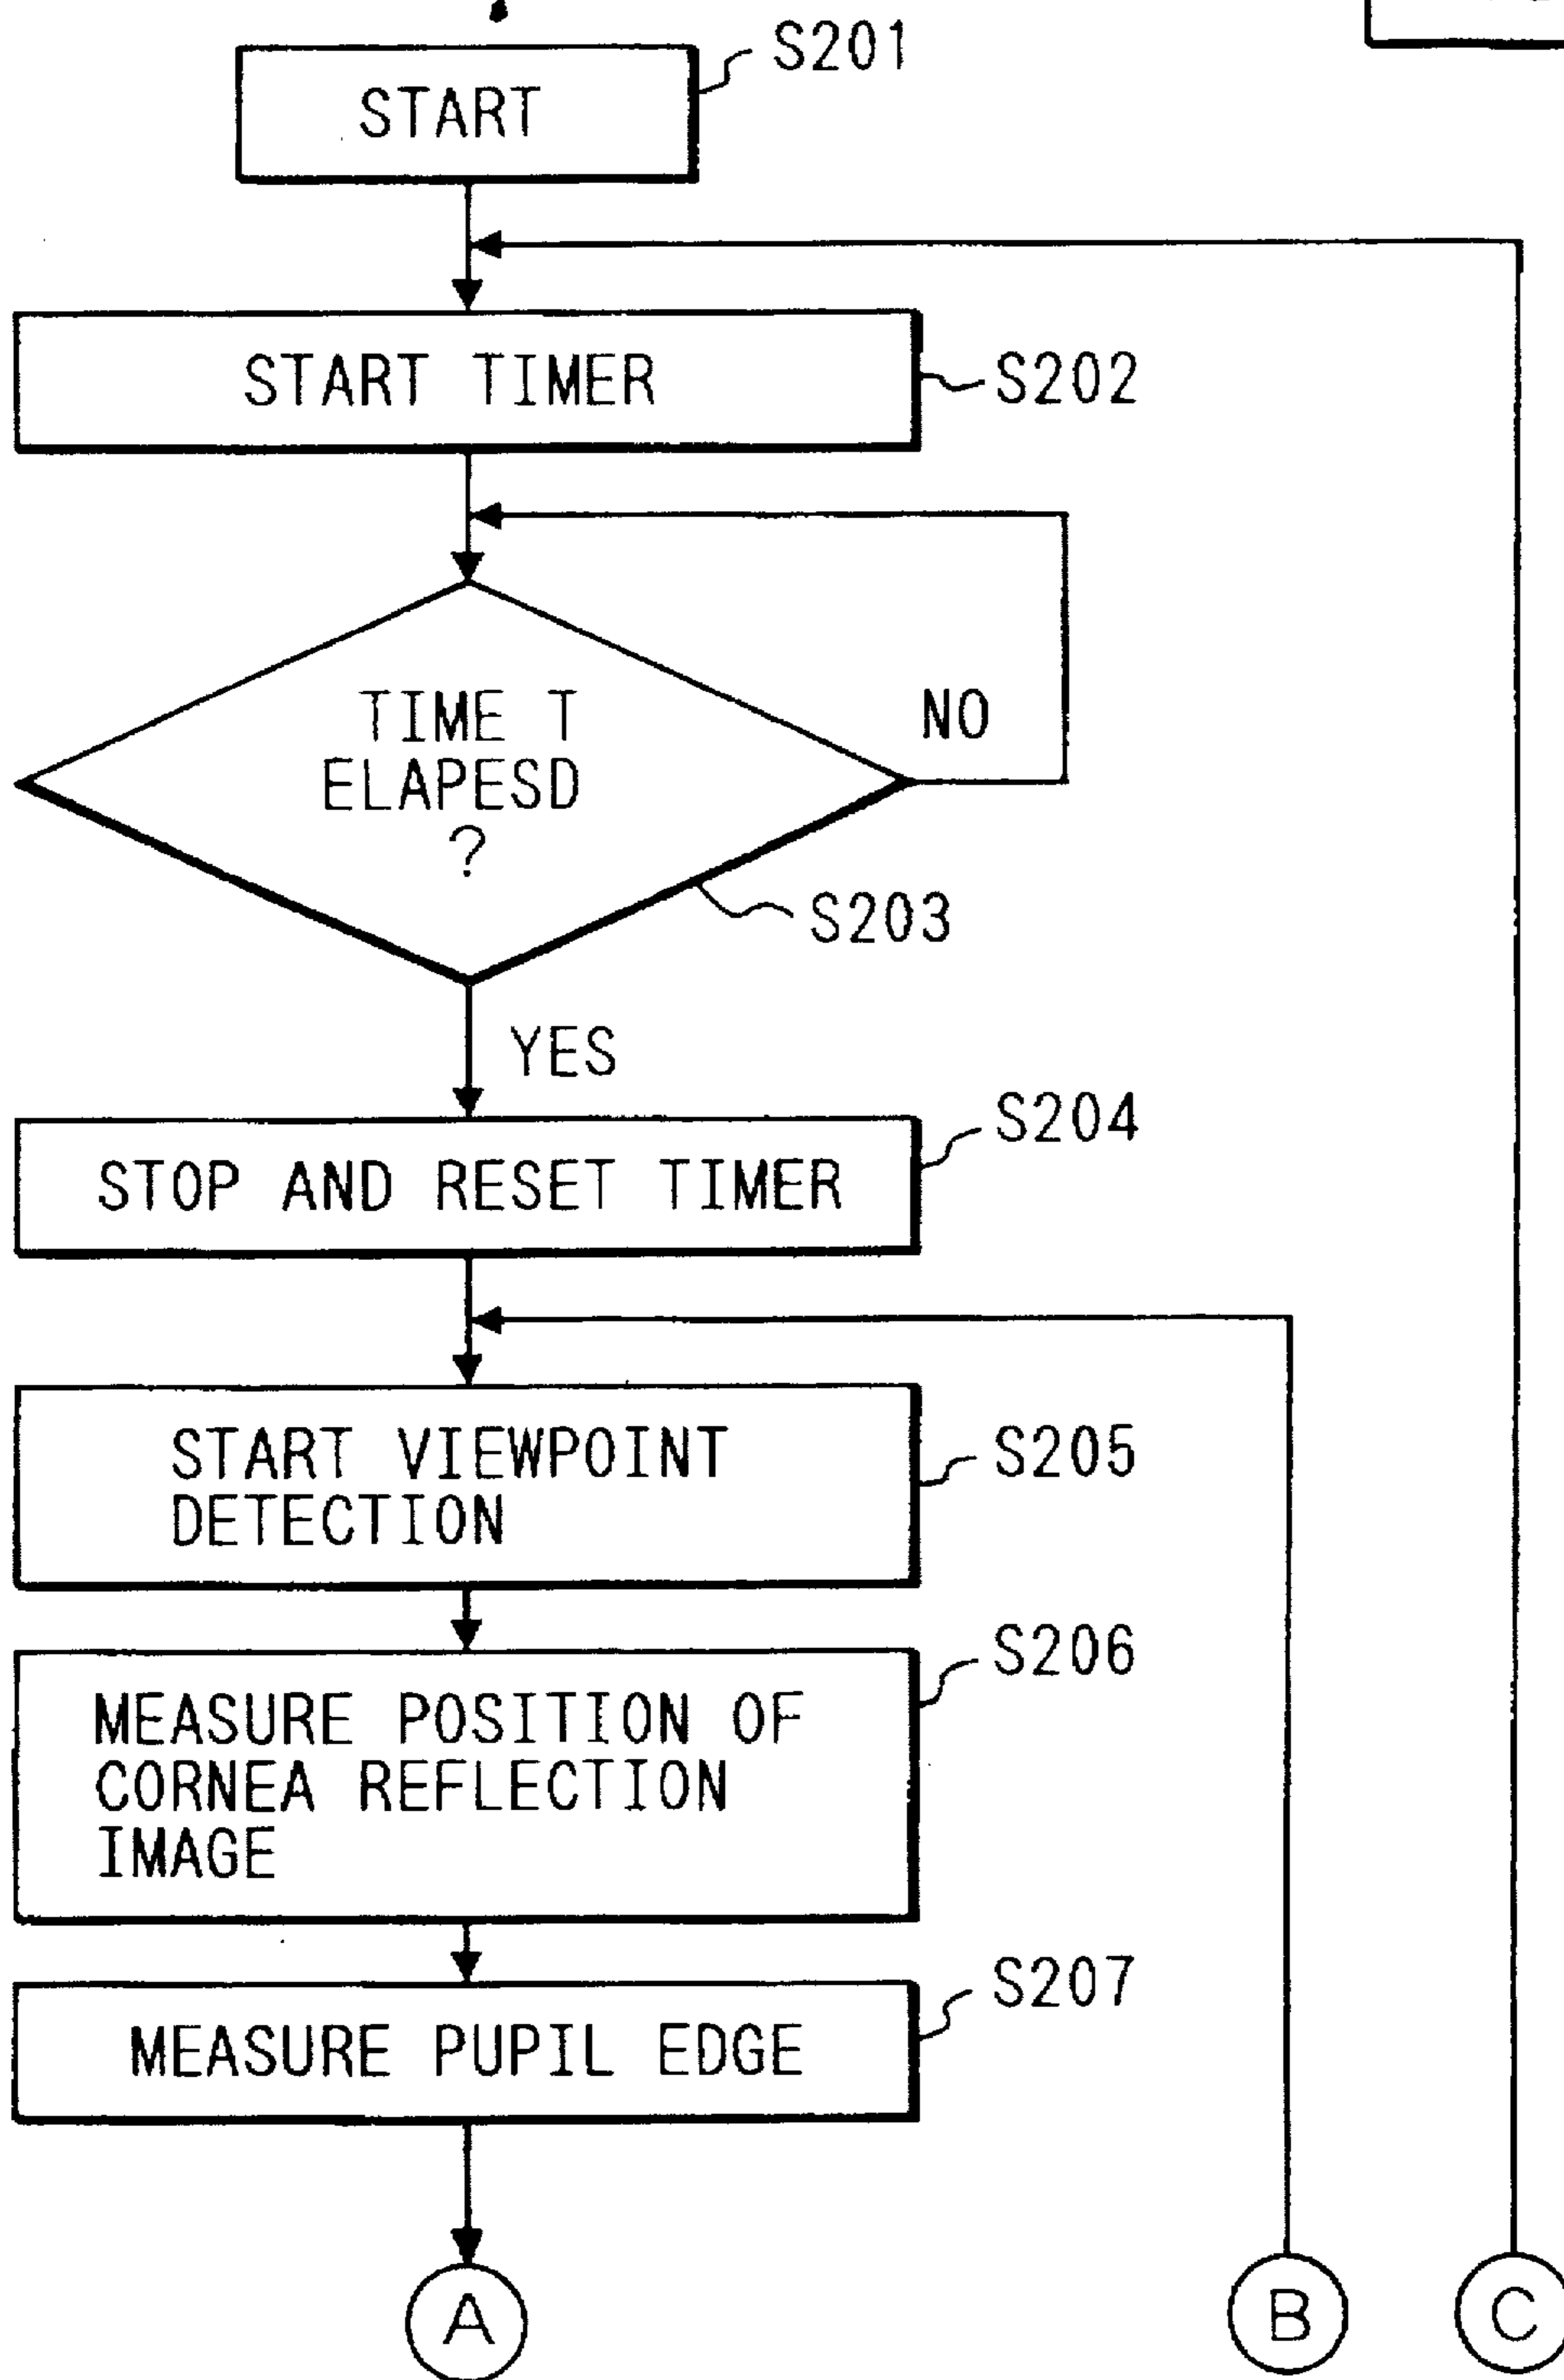 S201
START
START TIMER
S202
TIME T
ELAPESD
?
NO
S203
YES
S204
STOP AND RESET TIMER
START VIEWPOINT
DETECTION
S205
S206
MEASURE POSITION OF
CORNEA REFLECTION
IMAGE
S207
MEASURE PUPIL EDGE
A
B
C